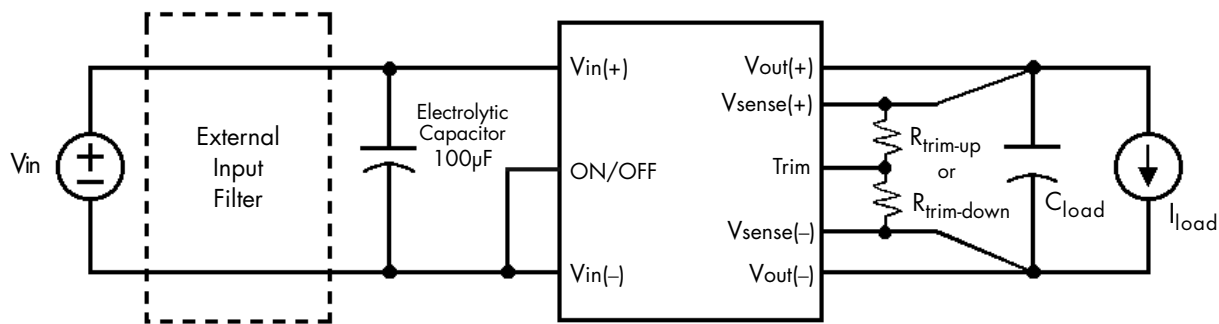 Vin
External
Input
Filter
Electrolytic
Capacitor
100µF
Vin(+)
ON/OFF
Vin(–)
Vout(+)
Vsense(+)
Trim
Vsense(–)
Vout(–)
Rtrim-up
or
Rtrim-down
Cload
Iload